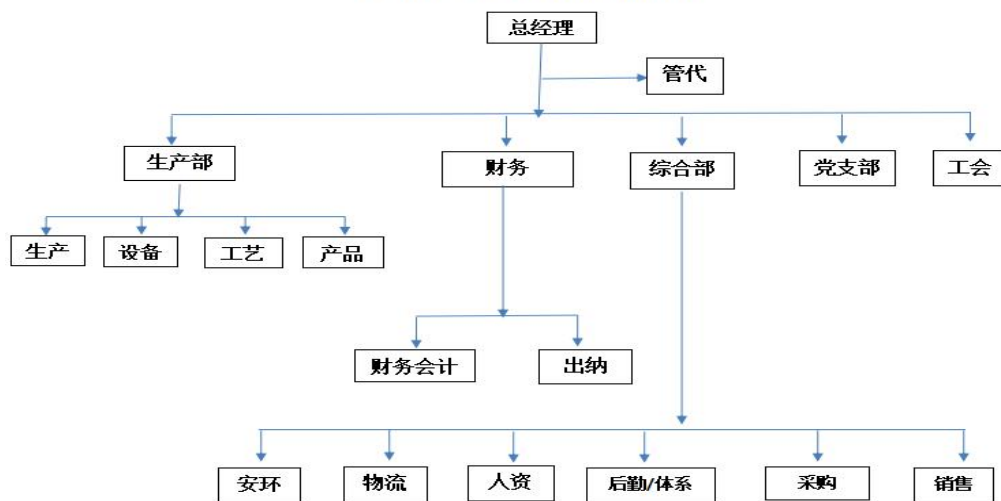 总经理
管代
生产部
财务
综合部
党支部
工会
生产
设备
工艺
产品
财务会计
出纳
安环
物流
人资
后勤/体系
采购
销售